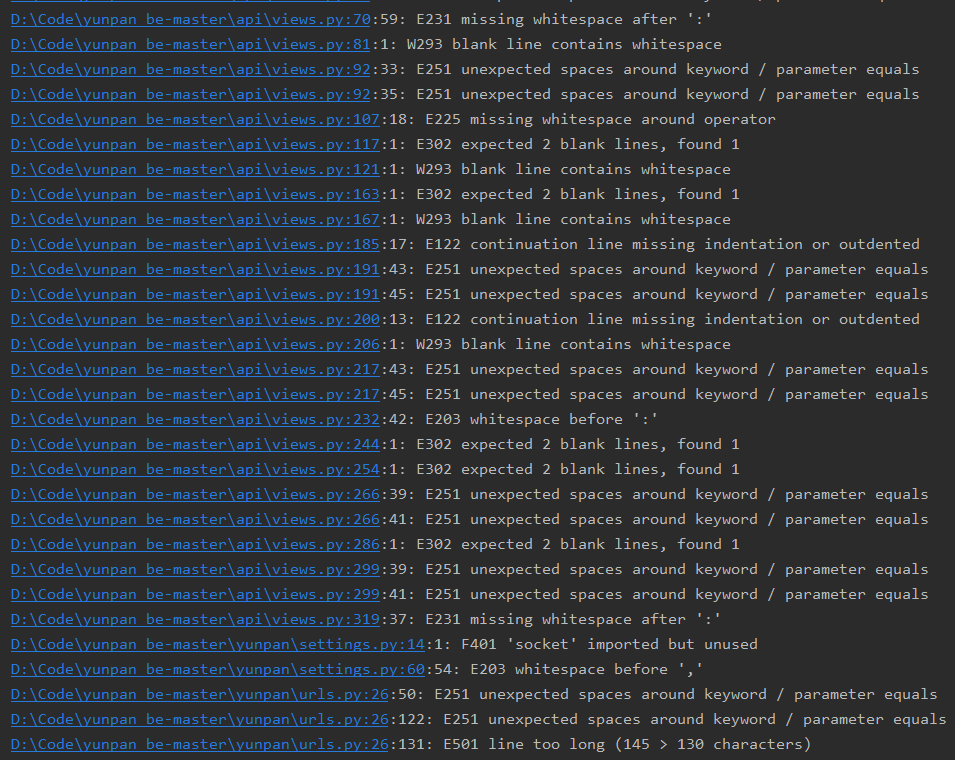 D:\Code\yunpan_be-master\api\views.py:70:59: E231 missing whitespace after ':'
D:\Code\yunpan_be-master\api\views.py:81:1: W293 blank line contains whitespace
D:\Code\yunpan_be-master\api\views.py:92:33: E251 unexpected spaces around keyword / parameter equals
D:\Code\yunpan_be-master\api\views.py:92:35: E251 unexpected spaces around keyword / parameter equals
D:\Code\yunpan_be-master\api\views.py:107:18: E225 missing whitespace around operator
D:\Code\yunpan_be-master\api\views.py:117:1: E302 expected 2 blank lines, found 1
D:\Code\yunpan_be-master\api\views.py:121:1: W293 blank line contains whitespace
D:\Code\yunpan_be-master\api\views.py:163:1: E302 expected 2 blank lines, found 1
D:\Code\yunpan_be-master\api\views.py:167:1: W293 blank line contains whitespace
D:\Code\yunpan_be-master\api\views.py:185:17: E122 continuation line missing indentation or outdented
D:\Code\yunpan_be-master\api\views.py:191:43: E251 unexpected spaces around keyword / parameter equals
D:\Code\yunpan_be-master\api\views.py:191:45: E251 unexpected spaces around keyword / parameter equals
D:\Code\yunpan_be-master\api\views.py:200:13: E122 continuation line missing indentation or outdented
D:\Code\yunpan_be-master\api\views.py:206:1: W293 blank line contains whitespace
D:\Code\yunpan_be-master\api\views.py:217:43: E251 unexpected spaces around keyword / parameter equals
D:\Code\yunpan_be-master\api\views.py:217:45: E251 unexpected spaces around keyword / parameter equals
D:\Code\yunpan_be-master\api\views.py:232:42: E203 whitespace before ':'
D:\Code\yunpan_be-master\api\views.py:244:1: E302 expected 2 blank lines, found 1
D:\Code\yunpan_be-master\api\views.py:254:1: E302 expected 2 blank lines, found 1
D:\Code\yunpan_be-master\api\views.py:266:39: E251 unexpected spaces around keyword / parameter equals
D:\Code\yunpan_be-master\api\views.py:266:41: E251 unexpected spaces around keyword / parameter equals
D:\Code\yunpan_be-master\api\views.py:286:1: E302 expected 2 blank lines, found 1
D:\Code\yunpan_be-master\api\views.py:299:39: E251 unexpected spaces around keyword / parameter equals
D:\Code\yunpan_be-master\api\views.py:299:41: E251 unexpected spaces around keyword / parameter equals
D:\Code\yunpan_be-master\api\views.py:319:37: E231 missing whitespace after ':'
D:\Code\yunpan_be-master\yunpan\settings.py:14:1: F401 'socket' imported but unused
D:\Code\yunpan_be-master\yunpan\settings.py:60:54: E203 whitespace before ','
D:\Code\yunpan_be-master\yunpan\urls.py:26:50: E251 unexpected spaces around keyword / parameter equals
D:\Code\yunpan_be-master\yunpan\urls.py:26:122: E251 unexpected spaces around keyword / parameter equals
D:\Code\yunpan_be-master\yunpan\urls.py:26:131: E501 line too long (145 > 130 characters)